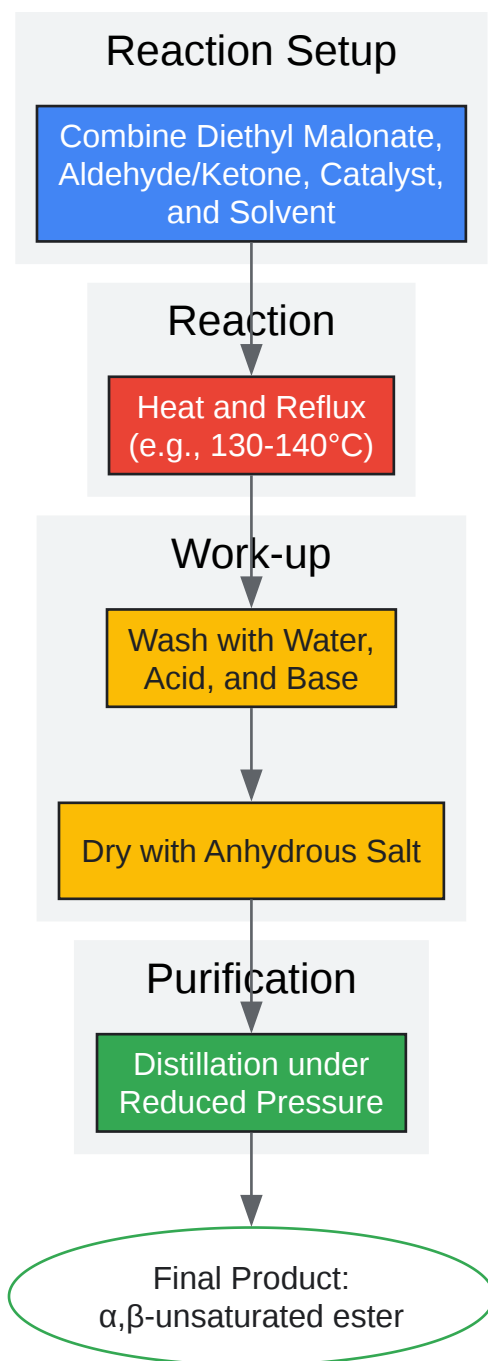 Reaction Setup
Combine Diethyl Malonate,
Aldehyde/Ketone, Catalyst,
and Solvent
Reaction
Heat and Reflux
(e.g., 130-140°C)
Work-up
Wash with Water,
Acid, and Base
Dry with Anhydrous Salt
Purification
Distillation under
Reduced Pressure
Final Product:
α,β-unsaturated ester